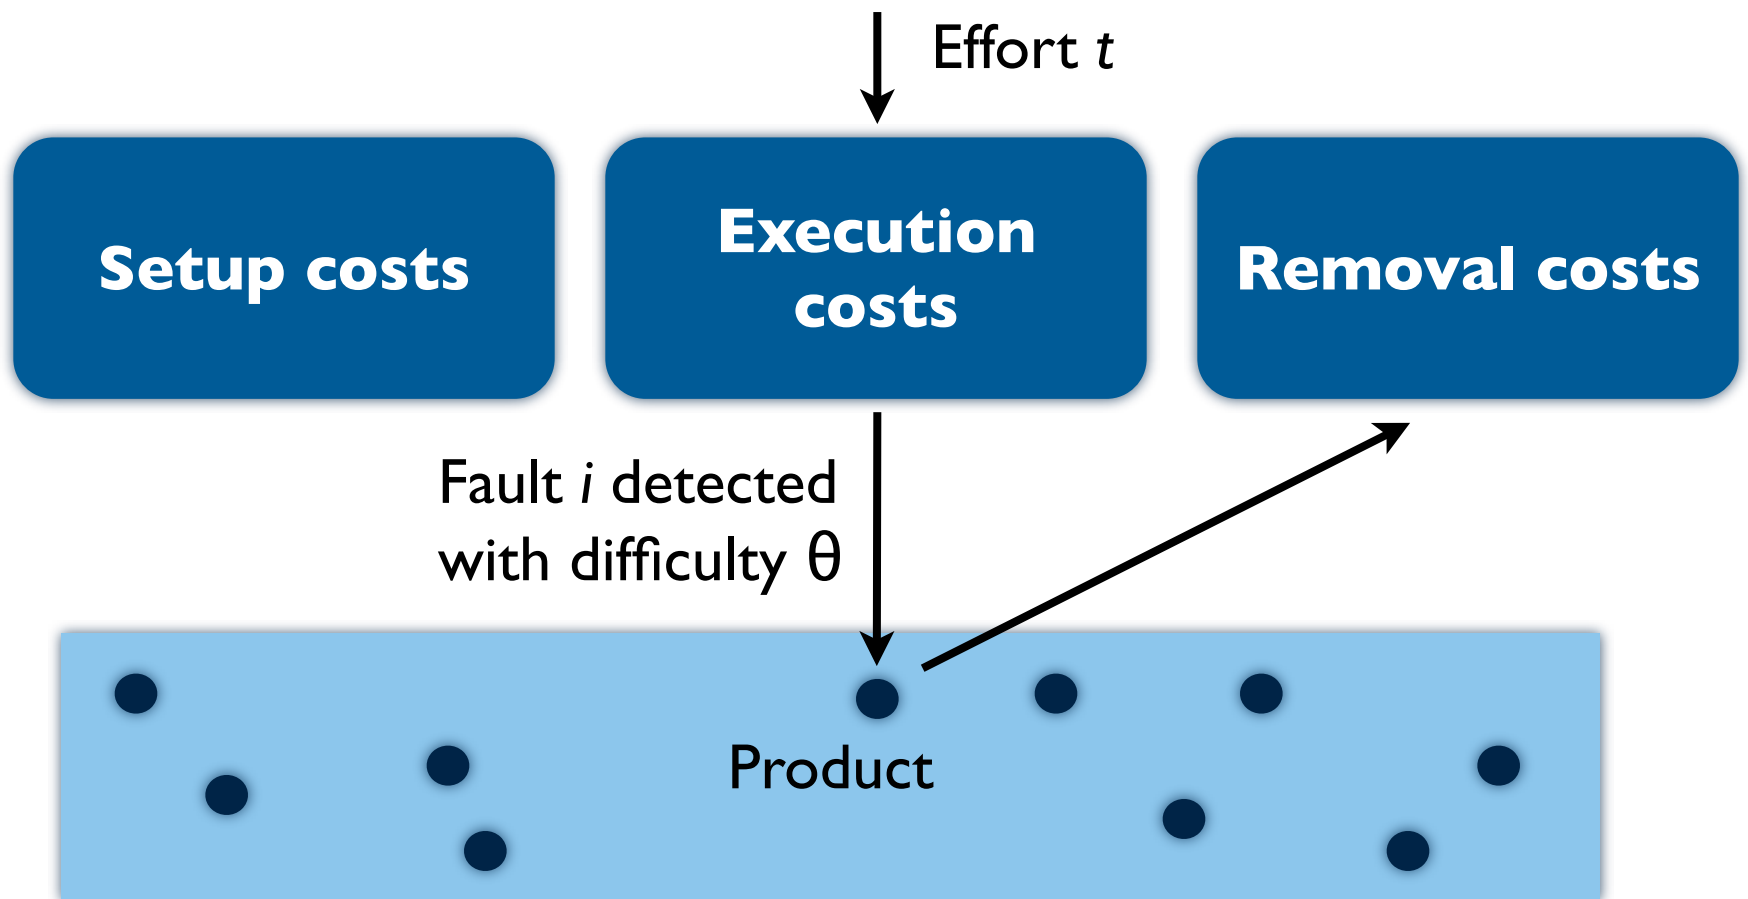 Effort t
Setup costs
Execution
costs
Removal costs
Fault i detected
with difficulty θ
Product